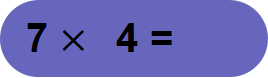 7 × 4 =